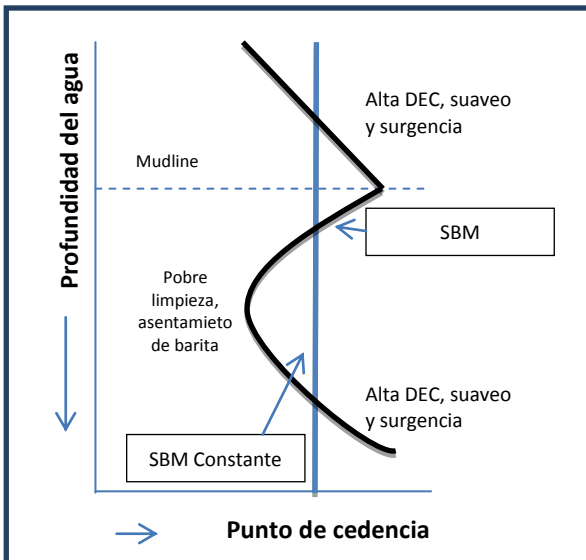 Profundidad del agua
Alta DEC, suaveo
y surgencia
Mudline
SBM
Pobre
limpieza,
asentamieto
de barita
Alta DEC, suaveo
y surgencia
SBM Constante
Punto de cedencia